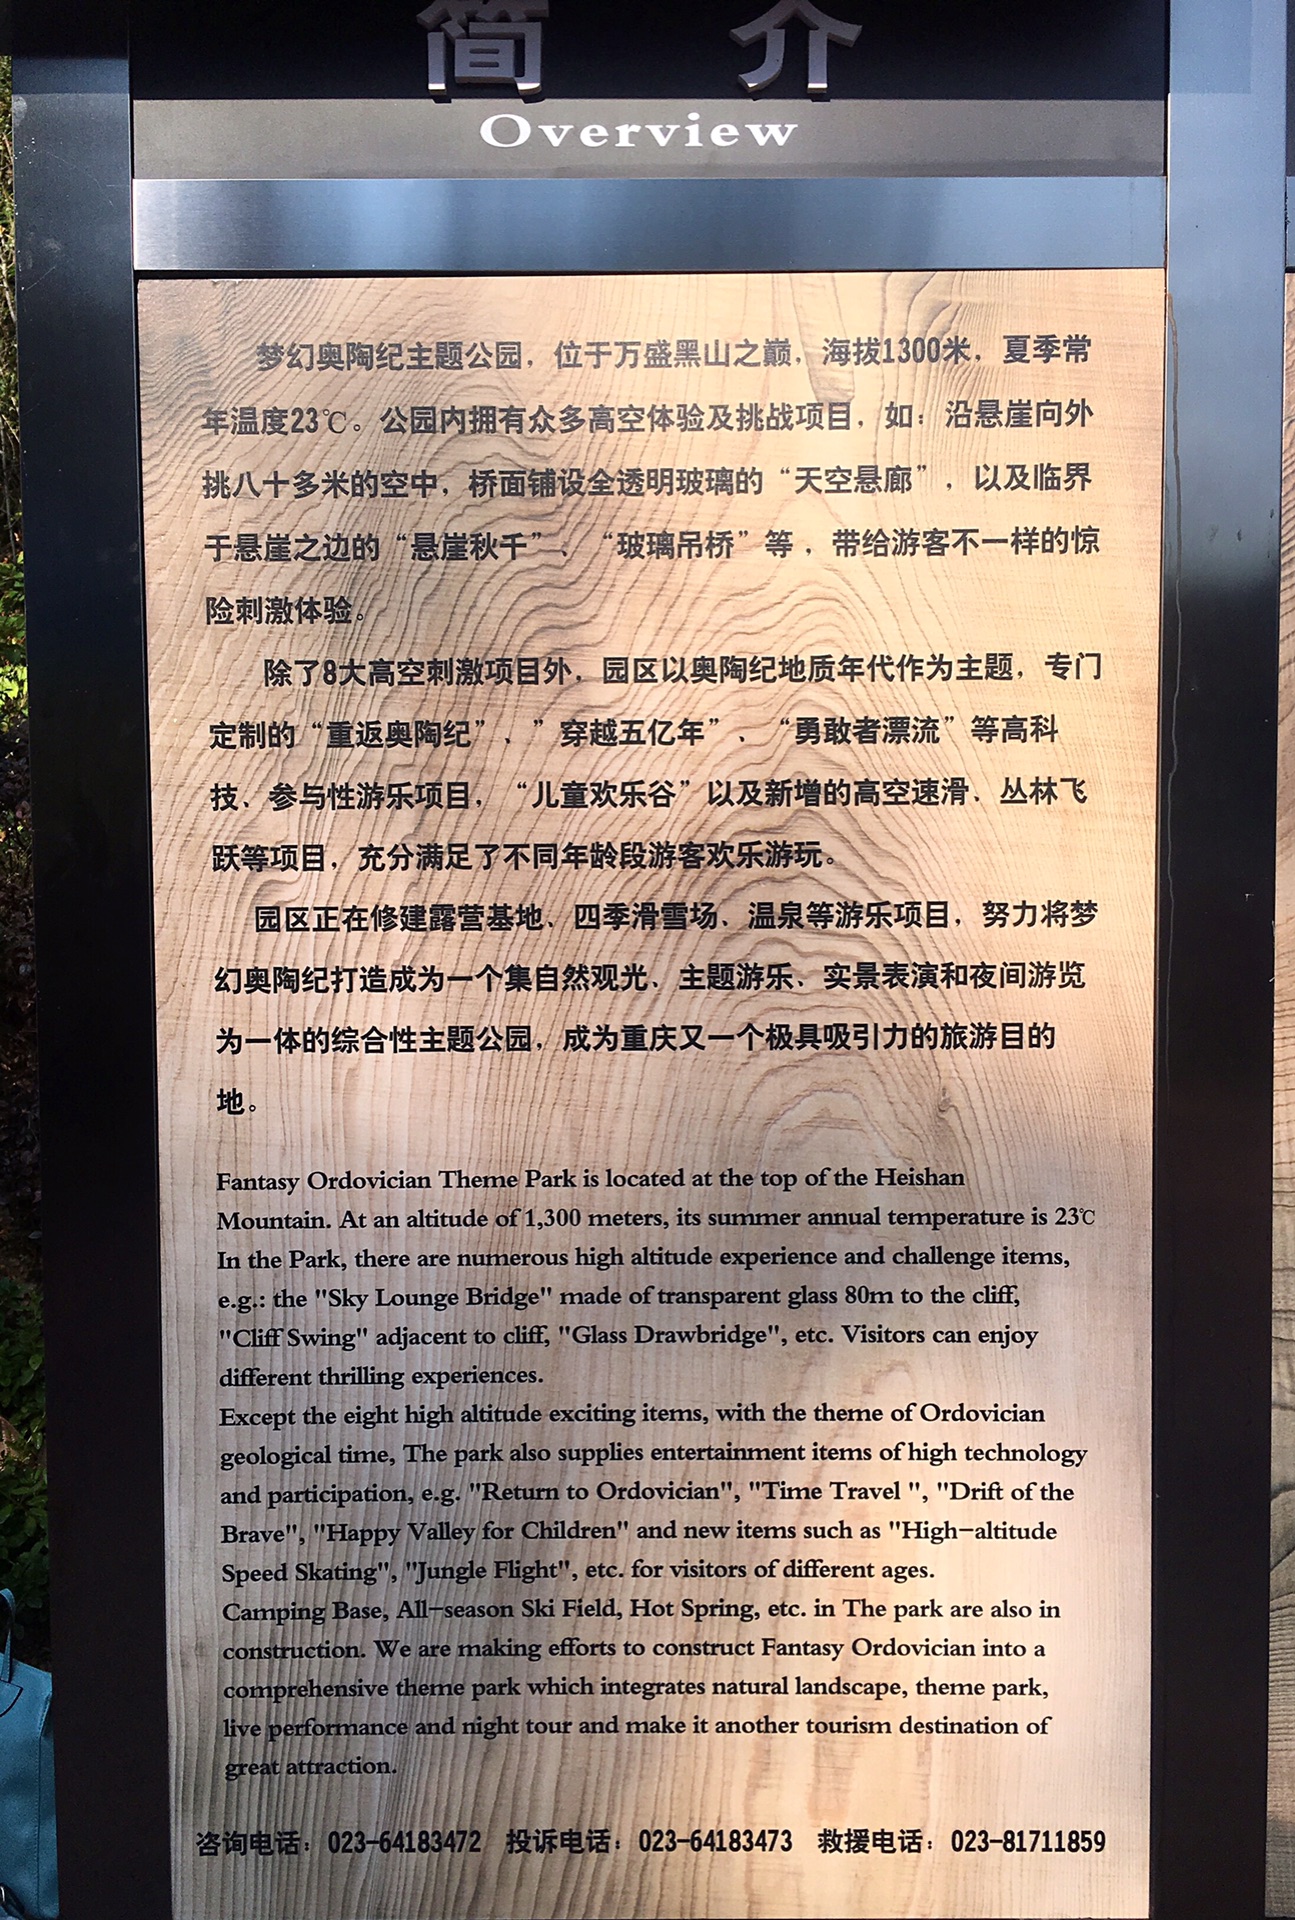 简 介
Overview
梦幻奥陶纪主题公园，位于万盛黑山之巅，海拔1300米，夏季常
年温度23℃。公园内拥有众多高空体验及挑战项目，如：沿悬崖向外
挑八十多米的空中，桥面铺设全透明玻璃的“天空悬廊”，以及临界
于悬崖之边的“悬崖秋千”、“玻璃吊桥”等，带给游客不一样的惊
险刺激体验。
除了8大高空刺激项目外，园区以奥陶纪地质年代作为主题，专门
定制的“重返奥陶纪”、”穿越五亿年”、“勇敢者漂流”等高科
技、参与性游乐项目，“儿童欢乐谷”以及新增的高空速滑、丛林飞
跃等项目，充分满足了不同年龄段游客欢乐游玩。
园区正在修建露营基地、四季滑雪场、温泉等游乐项目，努力将梦
幻奥陶纪打造成为一个集自然观光、主题游乐、实景表演和夜间游览
为一体的综合性主题公园，成为重庆又一个极具吸引力的旅游目的
地。
Fantasy Ordovician Theme Park is located at the top of the Heishan
Mountain. At an altitude of 1,300 meters, its summer annual temperature is 23℃
In the Park, there are numerous high altitude experience and challenge items,
e.g.: the "Sky Lounge Bridge" made of transparent glass 80m to the cliff,
"Cliff Swing" adjacent to cliff, "Glass Drawbridge", etc. Visitors can enjoy
different thrilling experiences.
Except the eight high altitude exciting items, with the theme of Ordovician
geological time, The park also supplies entertainment items of high technology
and participation, e.g. "Return to Ordovician", "Time Travel ", "Drift of the
Brave", "Happy Valley for Children" and new items such as "High-altitude
Speed Skating", "Jungle Flight", etc. for visitors of different ages.
Camping Base, All-season Ski Field, Hot Spring, etc. in The park are also in
construction. We are making efforts to construct Fantasy Ordovician into a
comprehensive theme park which integrates natural landscape, theme park,
live performance and night tour and make it another tourism destination of
great attraction.
咨询电话：023-64183472 投诉电话：023-64183473 救援电话：023-81711859